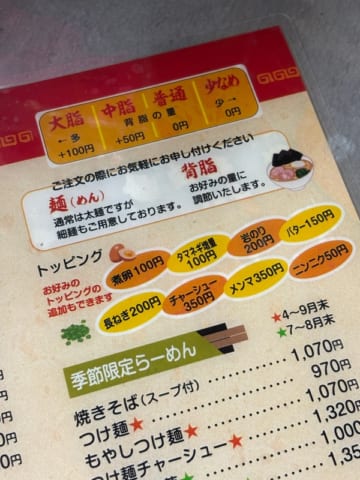 大脂 中脂 普通 少なめ
背脂の量
←多 少→
+100円 +50円 0円 0円
ご注文の際にお気軽にお申し付けください
麺(めん)
通常は太麺ですが
細麺もご用意しております。
背脂
お好みの量に
調節いたします。
トッピング
お好みの
トッピングの
追加もできます
煮卵100円
タマネギ増量
100円
岩のり
200円
バター150円
長ねぎ200円
チャーシュー
350円
メンマ350円
ニンニク50円
季節限定らーめん
★4〜9月末
★7〜8月末
焼きそば(スープ付) 1,070円
つけ麺★ 970円
もやしつけ麺★ 1,070円
つけ麺チャーシュー★ 1,320円